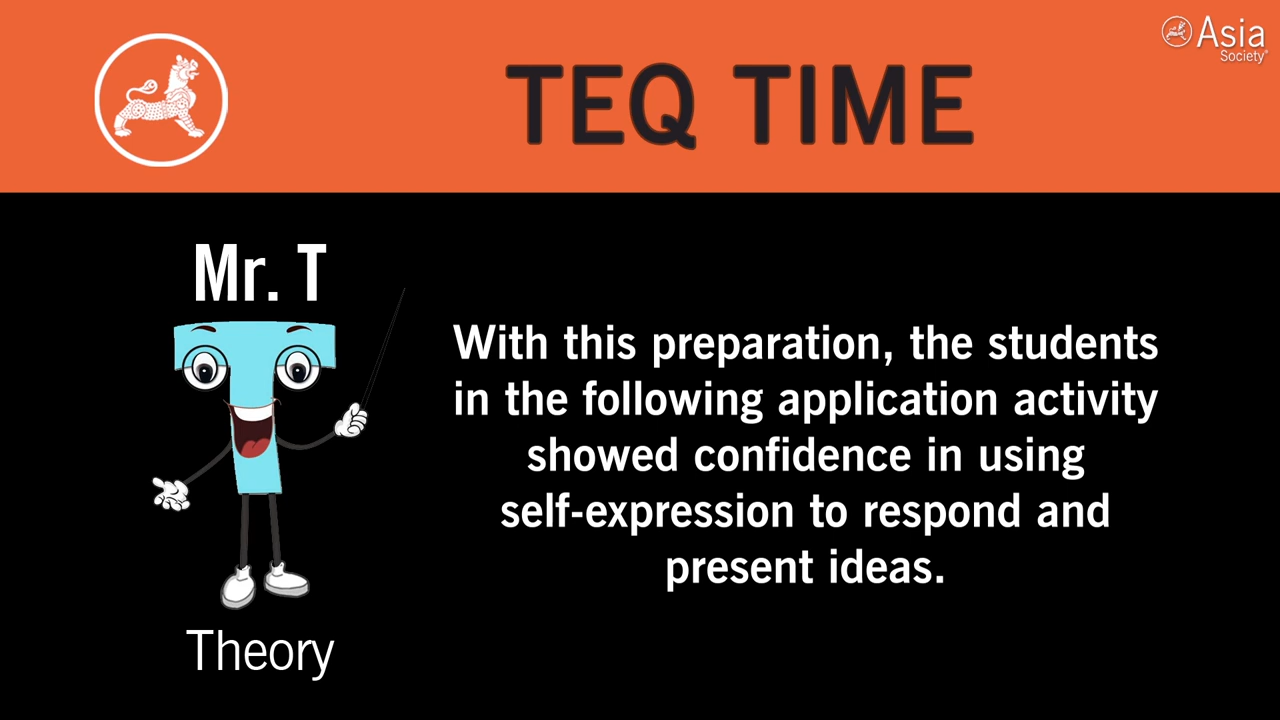 Asia
Society
TEQ TIME
Mr. T
With this preparation, the students
in the following application activity
showed confidence in using
self-expression to respond and
present ideas.
Theory